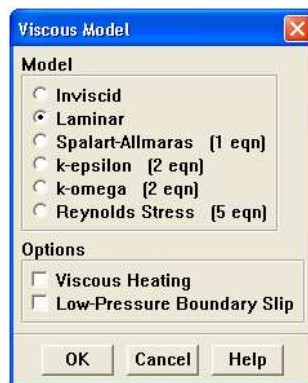 Viscous Model
Model
Inviscid
Laminar
Spalart-Allmaras (1 eqn)
k-epsilon (2 eqn)
k-omega (2 eqn)
Reynolds Stress (5 eqn)
Options
Viscous Heating
Low-Pressure Boundary Slip
OK Cancel Help